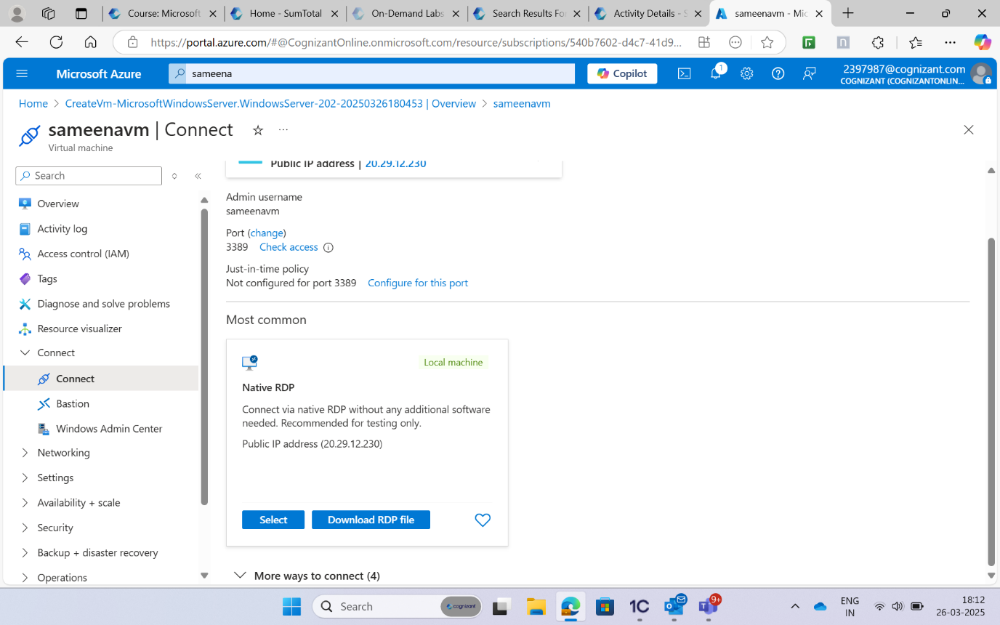 Course: Microsoft
Home - SumTotal
On-Demand Labs
Search Results Fo
Activity Details - S
sameenavm - Mic
https://portal.azure.com/#@CognizantOnline.onmicrosoft.com/resource/subscriptions/540b7602-d4c7-41d9...
Microsoft Azure
sameena
Copilot
1
2397987@cognizant.com
COGNIZANT (COGNIZANTONLIN...
Home > CreateVm-MicrosoftWindowsServer.WindowsServer-202-20250326180453 | Overview > sameenavm
sameenavm | Connect
Virtual machine
Search
Overview
Activity log
Access control (IAM)
Tags
Diagnose and solve problems
Resource visualizer
Connect
Connect
Bastion
Windows Admin Center
Networking
Settings
Availability + scale
Security
Backup + disaster recovery
Operations
Public IP address | 20.29.12.230
Admin username
sameenavm
Port (change)
3389 Check access
Just-in-time policy
Not configured for port 3389 Configure for this port
Most common
Local machine
Native RDP
Connect via native RDP without any additional software
needed. Recommended for testing only.
Public IP address (20.29.12.230)
Select
Download RDP file
More ways to connect (4)
Search
cognizant
1C
9+
ENG
IN
18:12
26-03-2025